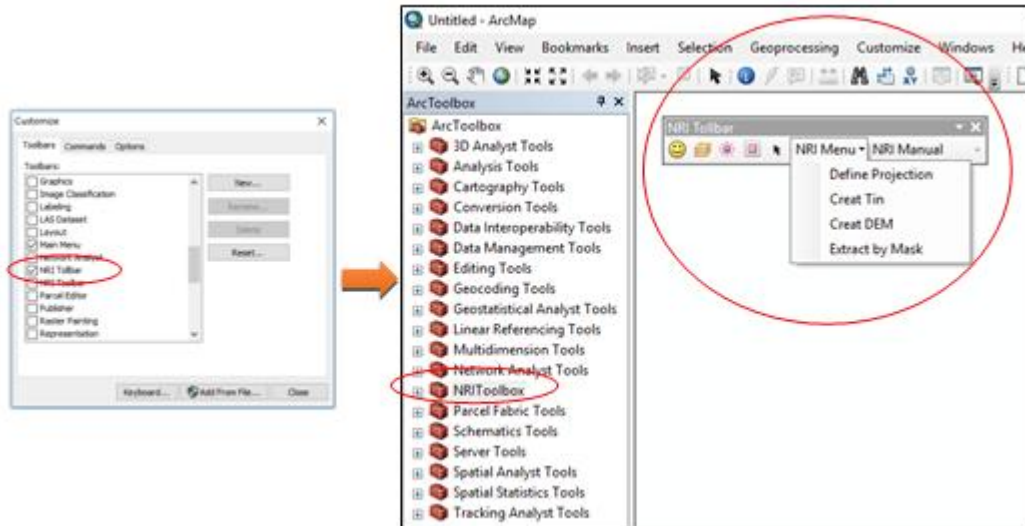 Customize
Toolbars Commands Options
Toolbars:
Graphics
Image Classification
Labeling
LAS Dataset
Layout
Main Menu
Network Analyst
NRI Tollbar
NRI Toolbar
Parcel Editor
Publisher
Raster Painting
Representation
New...
Rename...
Delete
Reset...
Keyboard... Add From File... Close
Untitled - ArcMap
File Edit View Bookmarks Insert Selection Geoprocessing Customize Windows He
ArcToolbox
ArcToolbox
3D Analyst Tools
Analysis Tools
Cartography Tools
Conversion Tools
Data Interoperability Tools
Data Management Tools
Editing Tools
Geocoding Tools
Geostatistical Analyst Tools
Linear Referencing Tools
Multidimension Tools
Network Analyst Tools
NRIToolbox
Parcel Fabric Tools
Schematics Tools
Server Tools
Spatial Analyst Tools
Spatial Statistics Tools
Tracking Analyst Tools
NRI Tollbar
NRI Menu NRI Manual
Define Projection
Creat Tin
Creat DEM
Extract by Mask